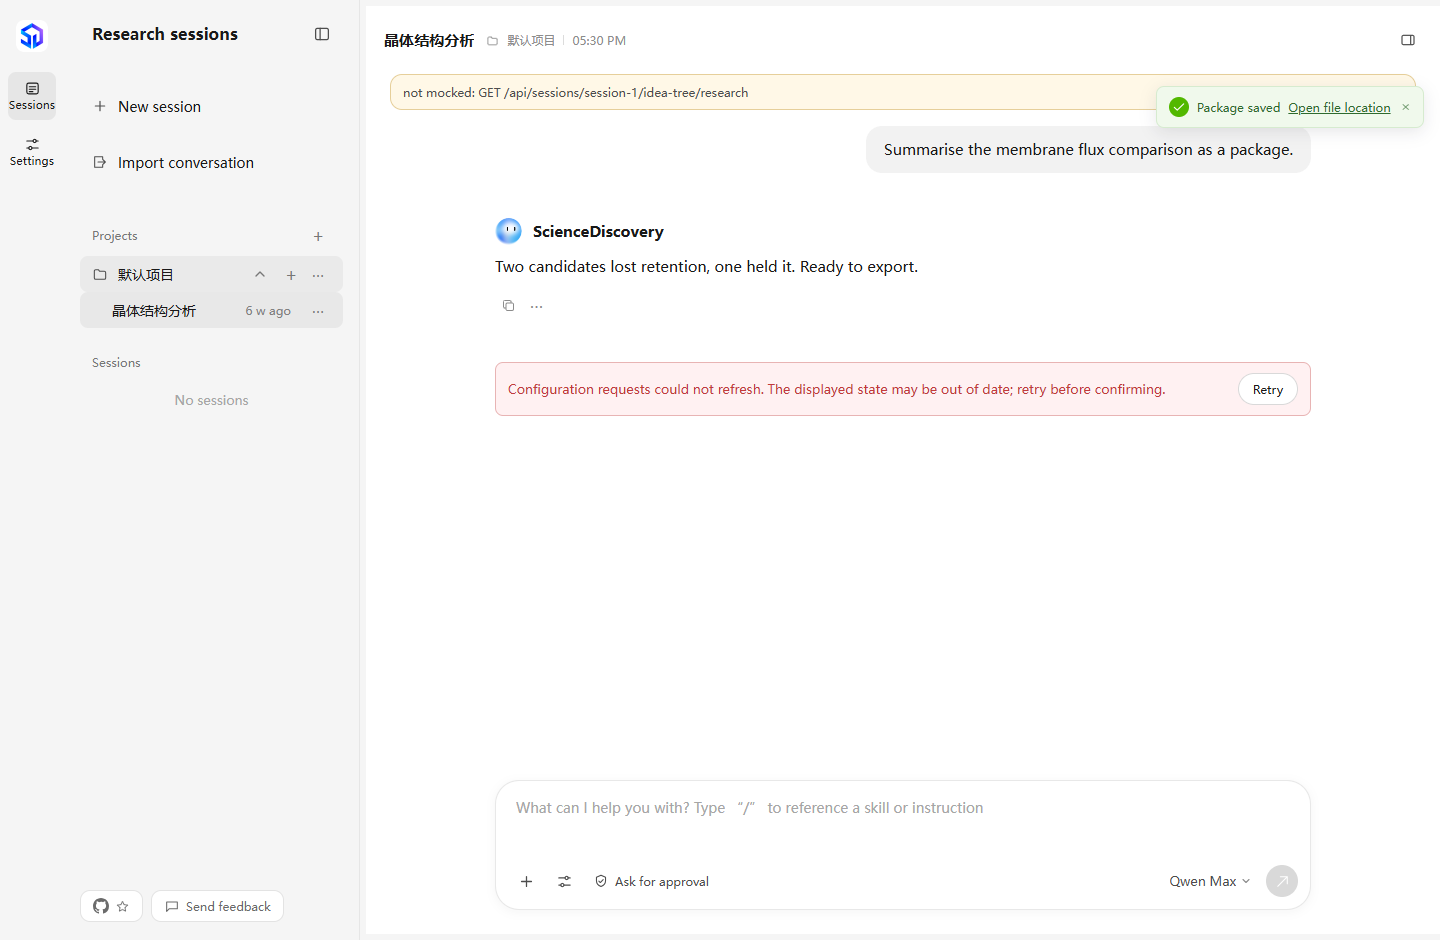 Research sessions
Sessions
Settings
New session
Import conversation
Projects
默认项目
晶体结构分析
6 w ago
Sessions
No sessions
Send feedback
晶体结构分析
默认项目
05:30 PM
not mocked: GET /api/sessions/session-1/idea-tree/research
Package saved Open file location
Summarise the membrane flux comparison as a package.
ScienceDiscovery
Two candidates lost retention, one held it. Ready to export.
Configuration requests could not refresh. The displayed state may be out of date; retry before confirming.
Retry
What can I help you with? Type “/” to reference a skill or instruction
Ask for approval
Qwen Max